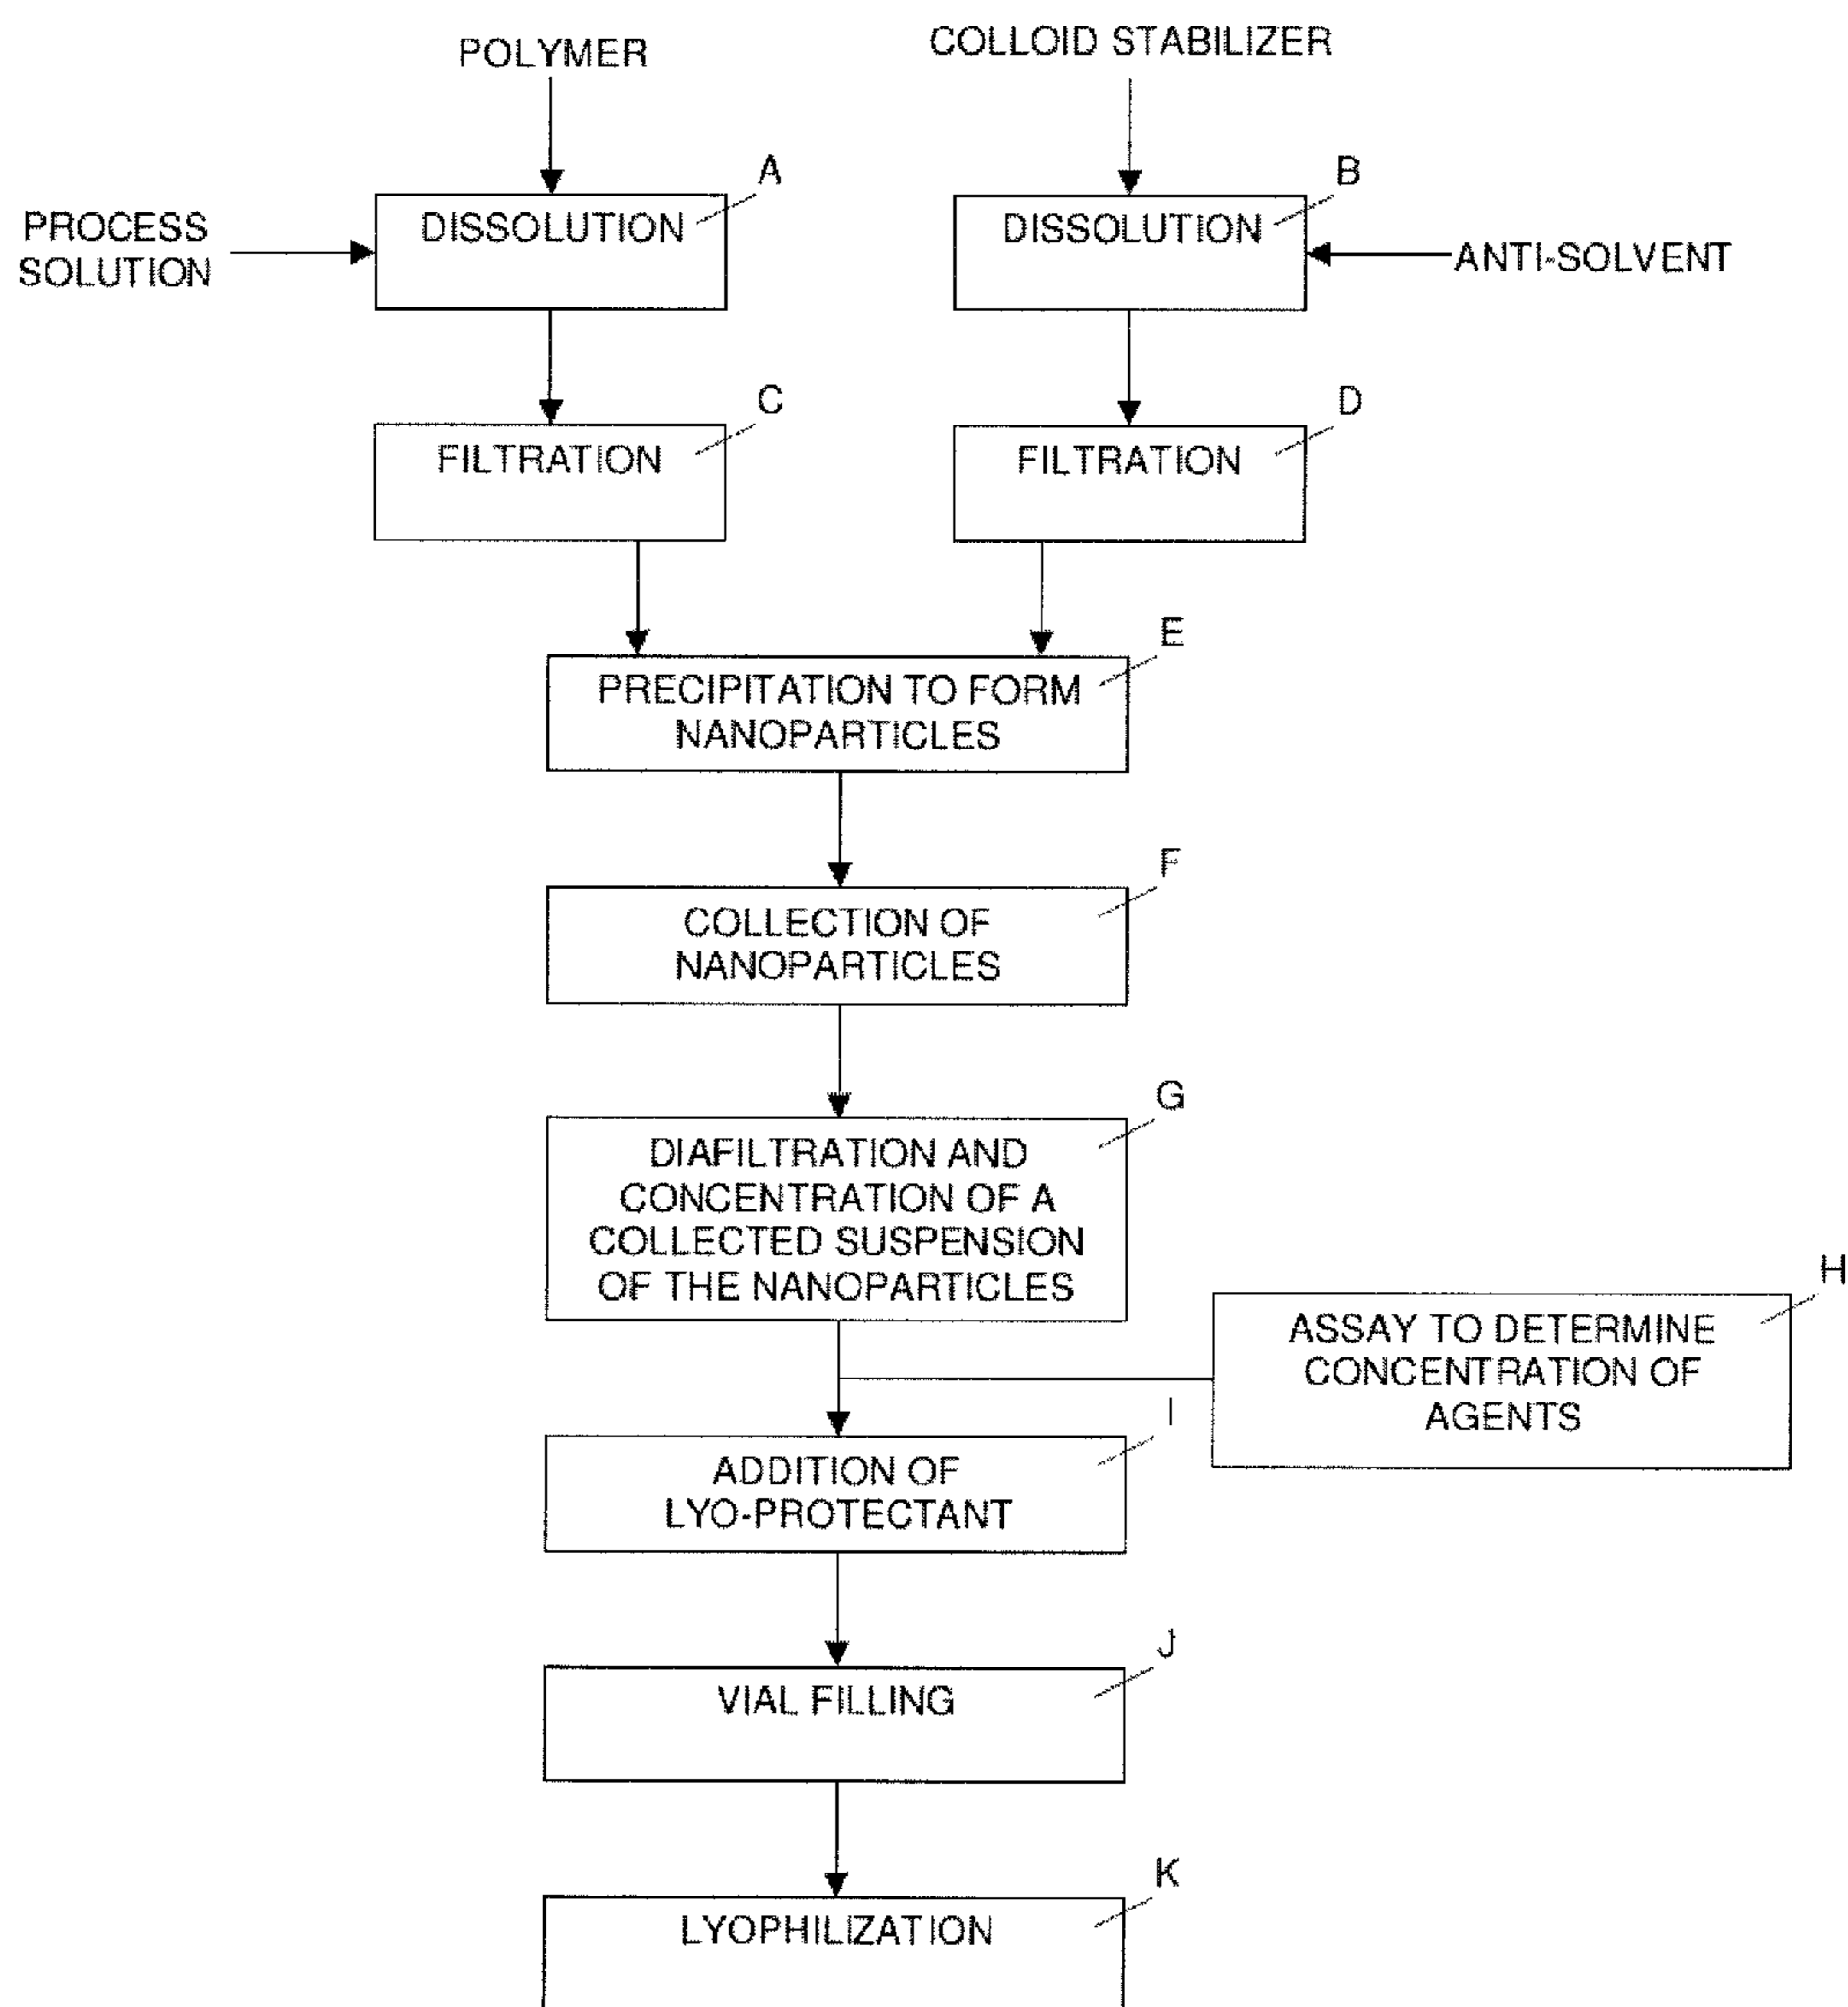 POLYMER
COLLOID STABILIZER
A
B
PROCESS
SOLUTION
DISSOLUTION
DISSOLUTION
ANTI-SOLVENT
C
D
FILTRATION
FILTRATION
E
PRECIPITATION TO FORM
NANOPARTICLES
F
COLLECTION OF
NANOPARTICLES
G
DIAFILTRATION AND
CONCENTRATION OF A
COLLECTED SUSPENSION
OF THE NANOPARTICLES
H
ASSAY TO DETERMINE
CONCENTRATION OF
AGENTS
I
ADDITION OF
LYO-PROTECTANT
J
VIAL FILLING
K
LYOPHILIZATION